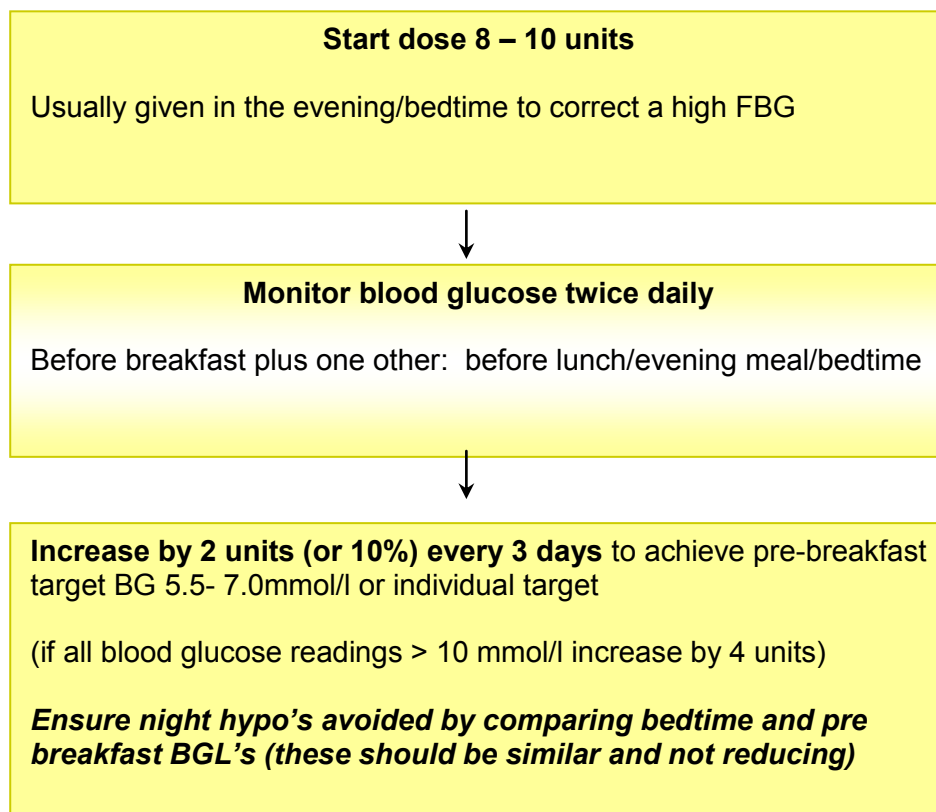 Start dose 8 – 10 units
Usually given in the evening/bedtime to correct a high FBG
Monitor blood glucose twice daily
Before breakfast plus one other:  before lunch/evening meal/bedtime
Increase by 2 units (or 10%) every 3 days to achieve pre-breakfast
target BG 5.5- 7.0mmol/l or individual target
(if all blood glucose readings > 10 mmol/l increase by 4 units)
Ensure night hypo’s avoided by comparing bedtime and pre
breakfast BGL’s (these should be similar and not reducing)